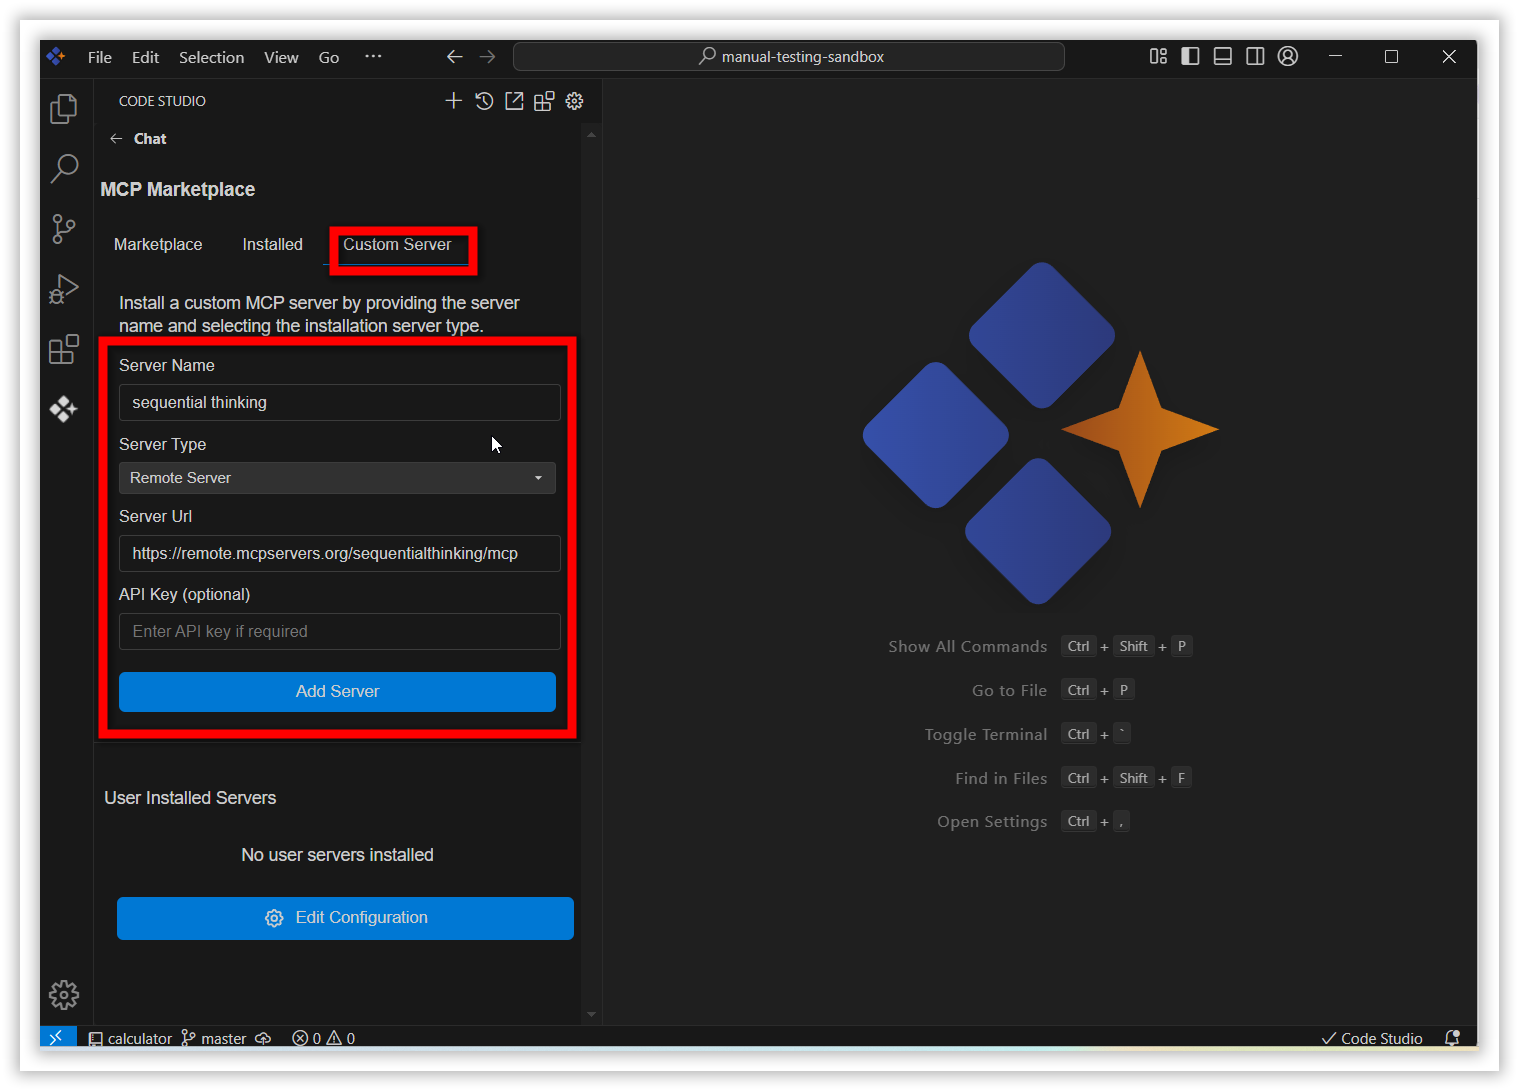 File Edit Selection View Go ···
manual-testing-sandbox
CODE STUDIO
Chat
MCP Marketplace
Marketplace Installed Custom Server
Install a custom MCP server by providing the server
name and selecting the installation server type.
Server Name
sequential thinking
Server Type
Remote Server
Server Url
https://remote.mcpservers.org/sequentialthinking/mcp
API Key (optional)
Enter API key if required
Add Server
User Installed Servers
No user servers installed
Edit Configuration
Show All Commands Ctrl + Shift + P
Go to File Ctrl + P
Toggle Terminal Ctrl + `
Find in Files Ctrl + Shift + F
Open Settings Ctrl + ,
calculator master 0 0
Code Studio